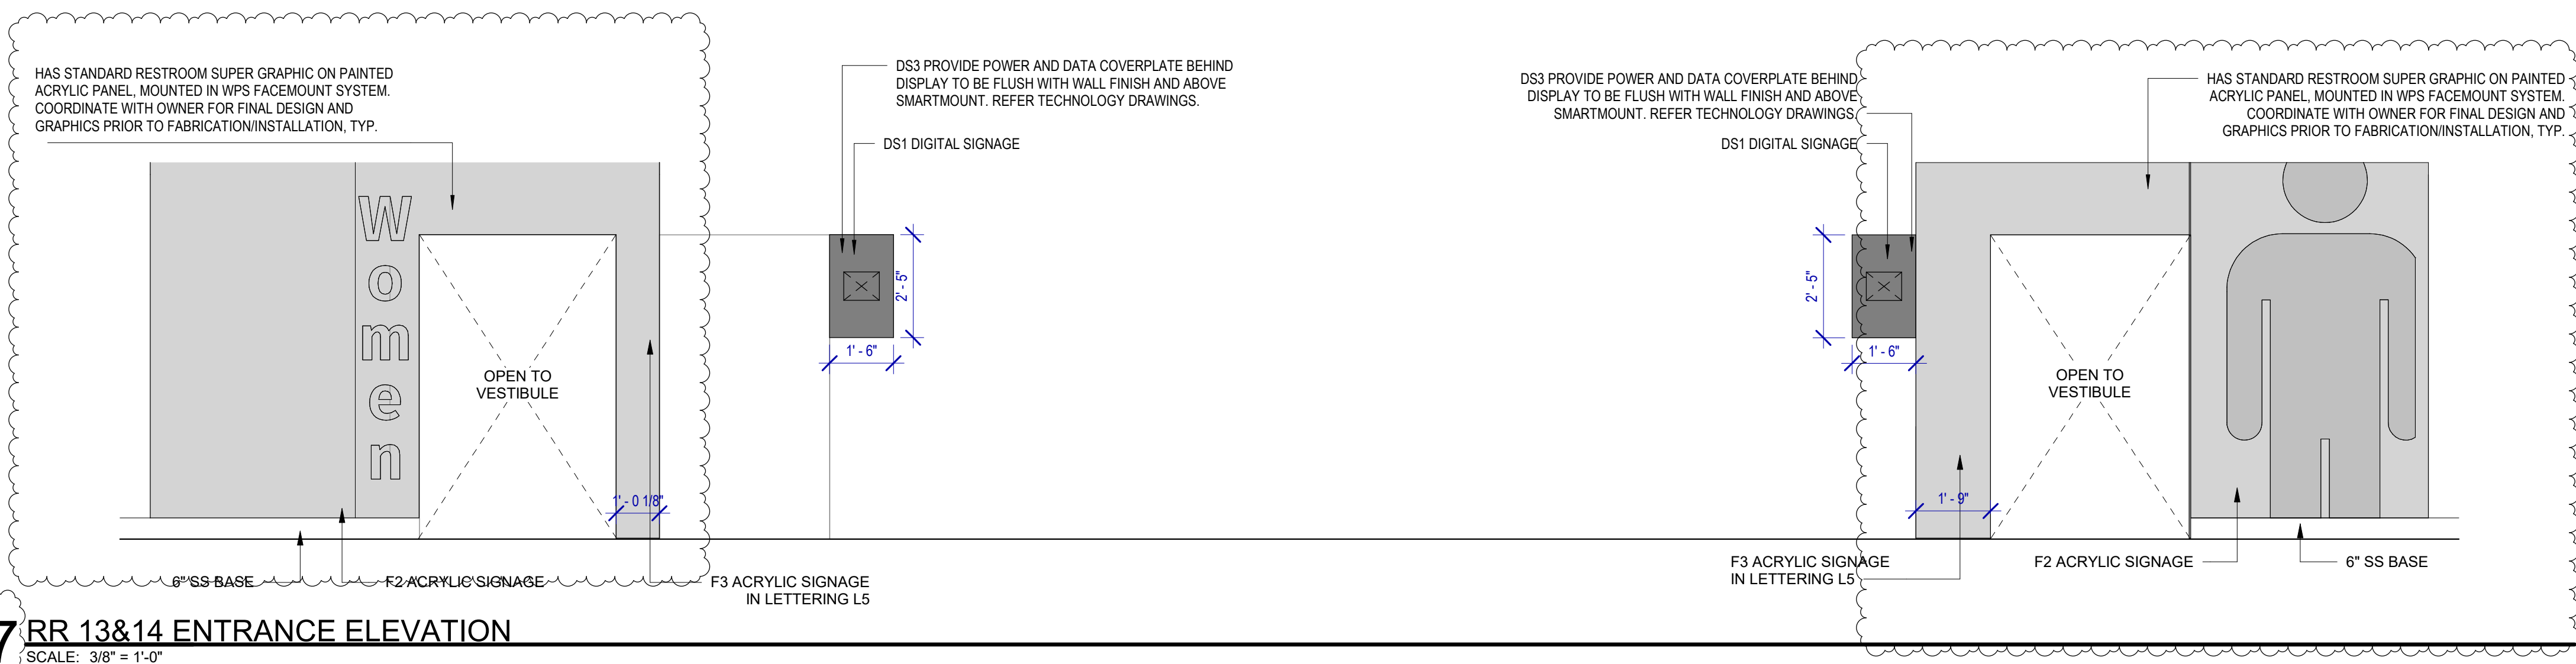 HAS STANDARD RESTROOM SUPER GRAPHIC ON PAINTED
ACRYLIC PANEL, MOUNTED IN WPS FACEMOUNT SYSTEM.
COORDINATE WITH OWNER FOR FINAL DESIGN AND
GRAPHICS PRIOR TO FABRICATION/INSTALLATION, TYP.
DS3 PROVIDE POWER AND DATA COVERPLATE BEHIND
DISPLAY TO BE FLUSH WITH WALL FINISH AND ABOVE
SMARTMOUNT. REFER TECHNOLOGY DRAWINGS.
DS1 DIGITAL SIGNAGE
DS3 PROVIDE POWER AND DATA COVERPLATE BEHIND
DISPLAY TO BE FLUSH WITH WALL FINISH AND ABOVE
SMARTMOUNT. REFER TECHNOLOGY DRAWINGS.
DS1 DIGITAL SIGNAGE
HAS STANDARD RESTROOM SUPER GRAPHIC ON PAINTED
ACRYLIC PANEL, MOUNTED IN WPS FACEMOUNT SYSTEM.
COORDINATE WITH OWNER FOR FINAL DESIGN AND
GRAPHICS PRIOR TO FABRICATION/INSTALLATION, TYP.
Women
OPEN TO
VESTIBULE
1' - 0 1/8"
2' - 5"
1' - 6"
2' - 5"
1' - 6"
1' - 9"
OPEN TO
VESTIBULE
6" SS BASE
F2 ACRYLIC SIGNAGE
F3 ACRYLIC SIGNAGE
IN LETTERING L5
F3 ACRYLIC SIGNAGE
IN LETTERING L5
F2 ACRYLIC SIGNAGE
6" SS BASE
7
RR 13&14 ENTRANCE ELEVATION
SCALE: 3/8" = 1'-0"